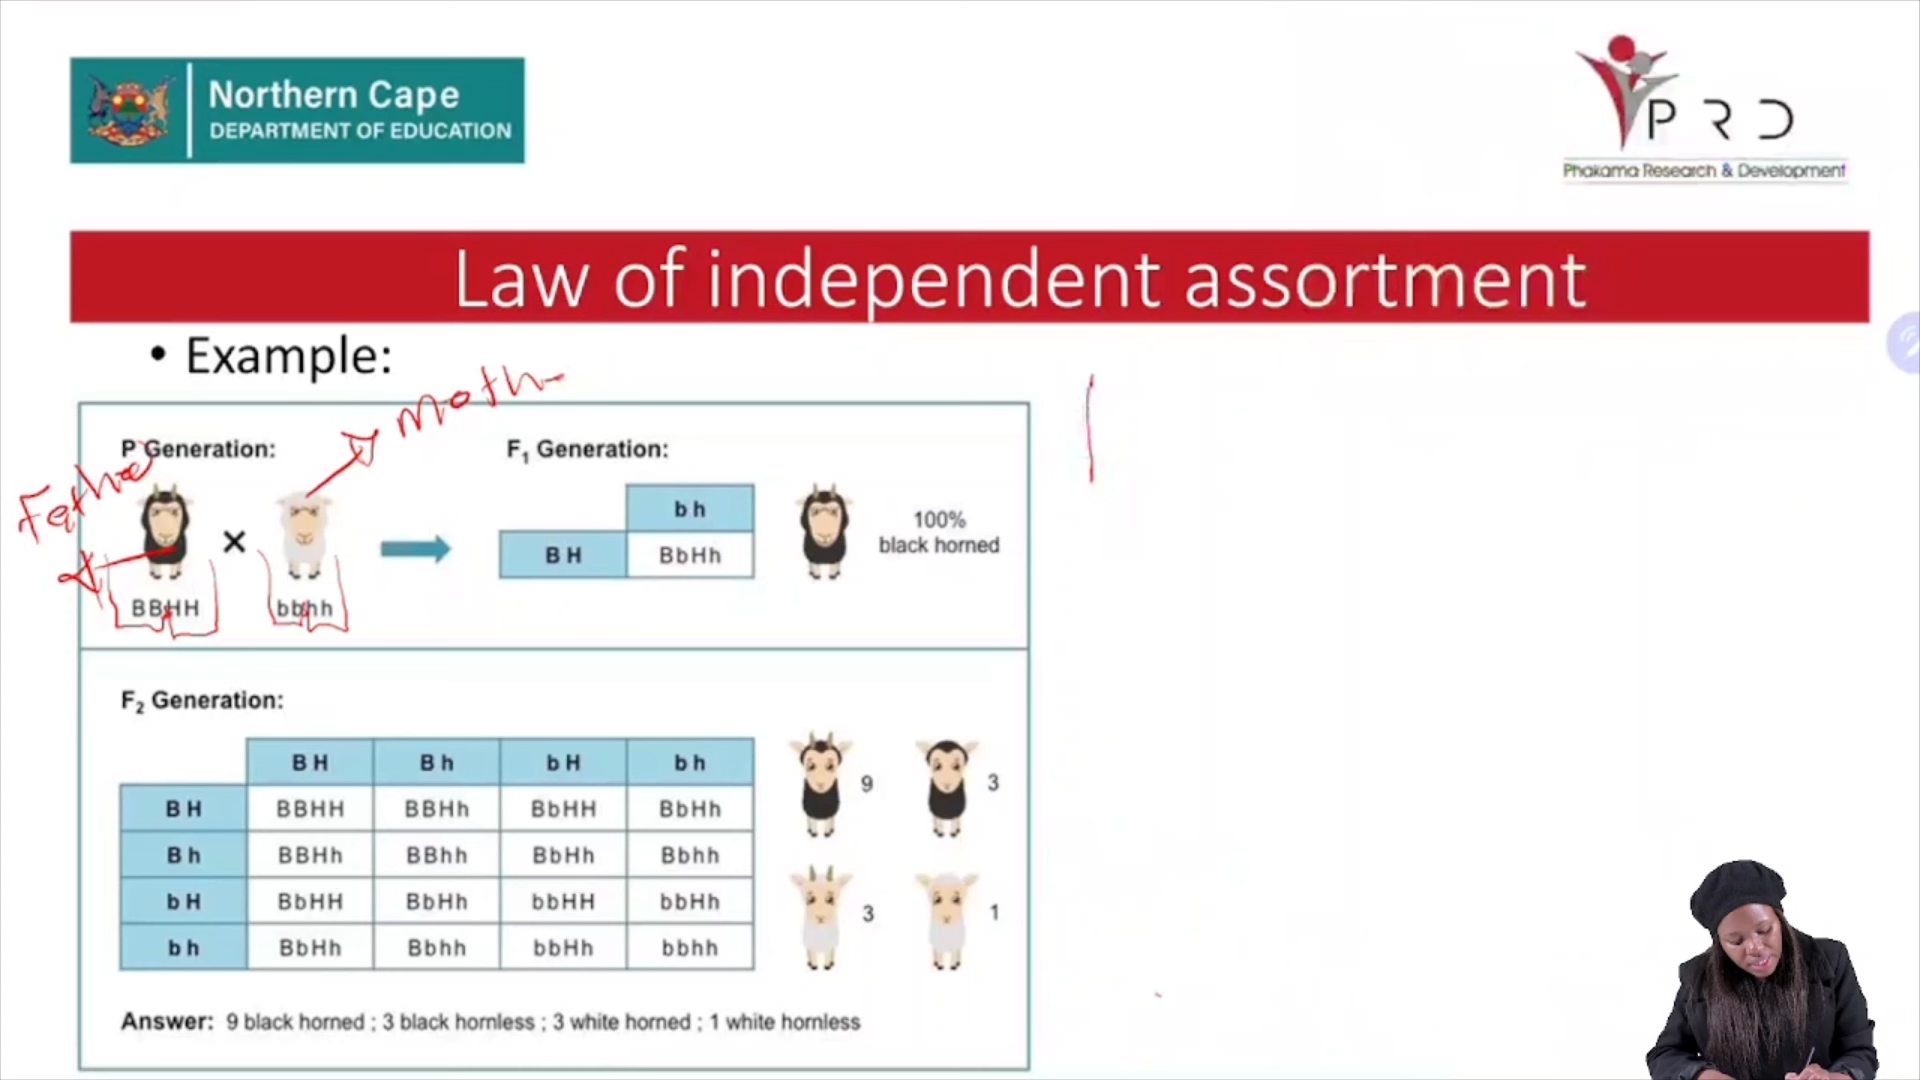 Northern Cape
DEPARTMENT OF EDUCATION
PRD
Phakama Research & Development
Law of independent assortment
• Example:
Moth
P Generation:
F1 Generation:
Fathe
b h
B H
BbHh
100%
black horned
×
BBHH
bbhh
F2 Generation:
B H B h b H b h
B H BBHH BBHh BbHH BbHh
B h BBHh BBhh BbHh Bbhh
b H BbHH BbHh bbHH bbHh
b h BbHh Bbhh bbHh bbhh
9
3
3
1
Answer: 9 black horned ; 3 black hornless ; 3 white horned ; 1 white hornless